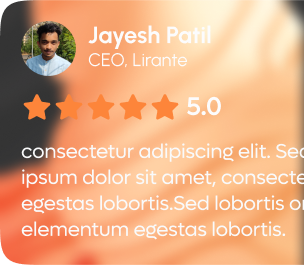 Jayesh Patil
CEO, Lirante
5.0
consectetur adipiscing elit. Sed
ipsum dolor sit amet, consecte
egestas lobortis.Sed lobortis or
elementum egestas lobortis.